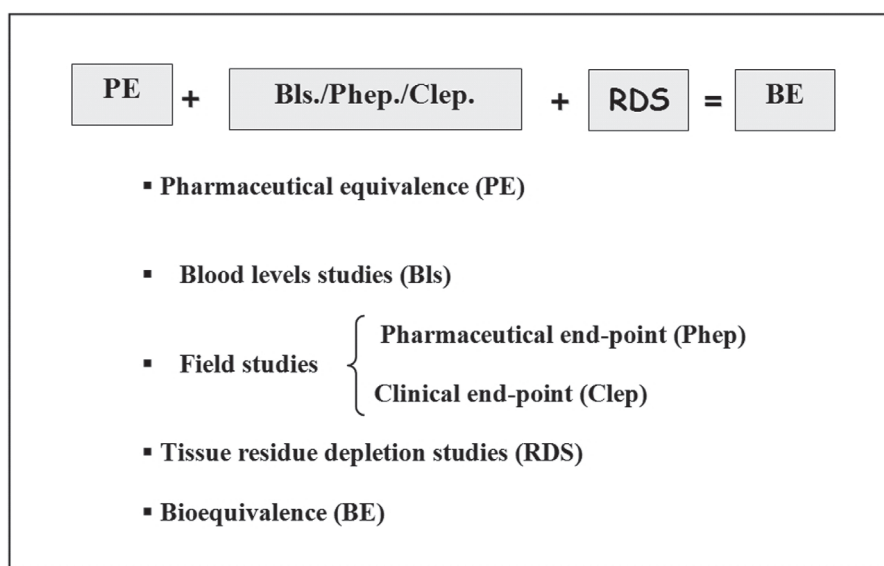 PE + Bls./Phep./Clep. + RDS = BE
▪ Pharmaceutical equivalence (PE)
▪ Blood levels studies (Bls)
Pharmaceutical end-point (Phep)
▪ Field studies
Clinical end-point (Clep)
▪ Tissue residue depletion studies (RDS)
▪ Bioequivalence (BE)